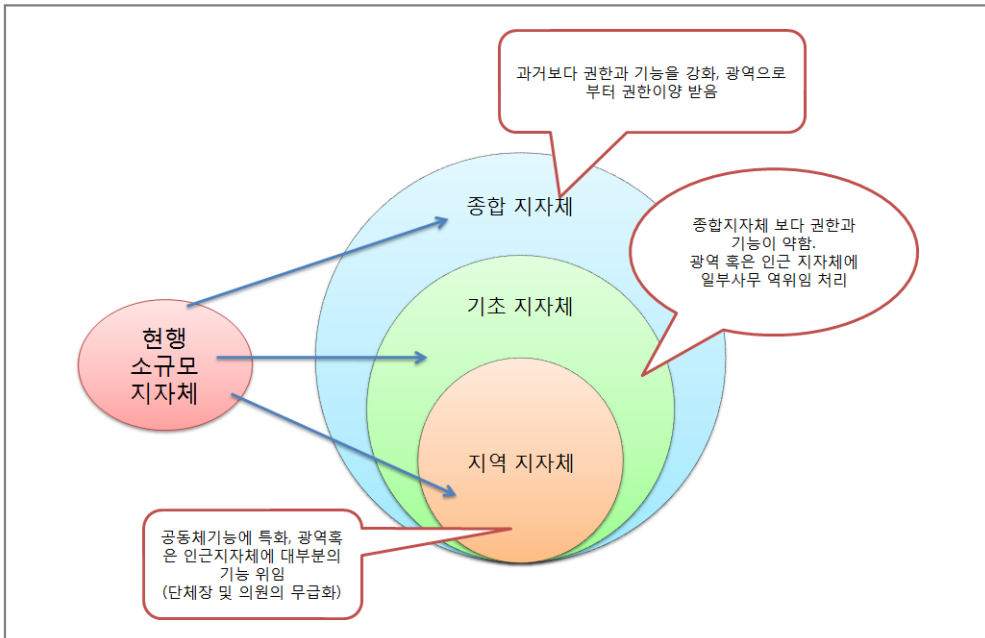 과거보다 권한과 기능을 강화, 광역으로
부터 권한이양 받음
종합 지자체
종합지자체 보다 권한과
기능이 약함.
광역 혹은 인근 지자체에
일부사무 역위임 처리
기초 지자체
현행
소규모
지자체
지역 지자체
공동체기능에 특화, 광역혹
은 인근지자체에 대부분의
기능 위임
(단체장 및 의원의 무급화)